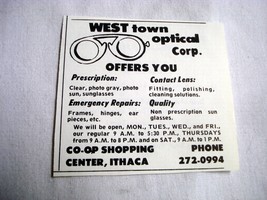 WEST town
optical
Corp.
OFFERS YOU
Prescription:
Clear, photo gray, photo
sun, sunglasses
Contact Lens:
Fitting, polishing,
cleaning solutions.
Emergency Repairs:
Frames, hinges, ear
pieces, etc.
Quality
Non prescription sun
glasses.
We will be open, MON., TUES., WED., and FRI.,
our regular 9 A.M. to 5:30 P.M., THURSDAYS
from 9 A.M. to 8 P.M. and on SAT., 9 A.M. to 1 P.M.
CO-OP SHOPPING
CENTER, ITHACA
PHONE
272-0994